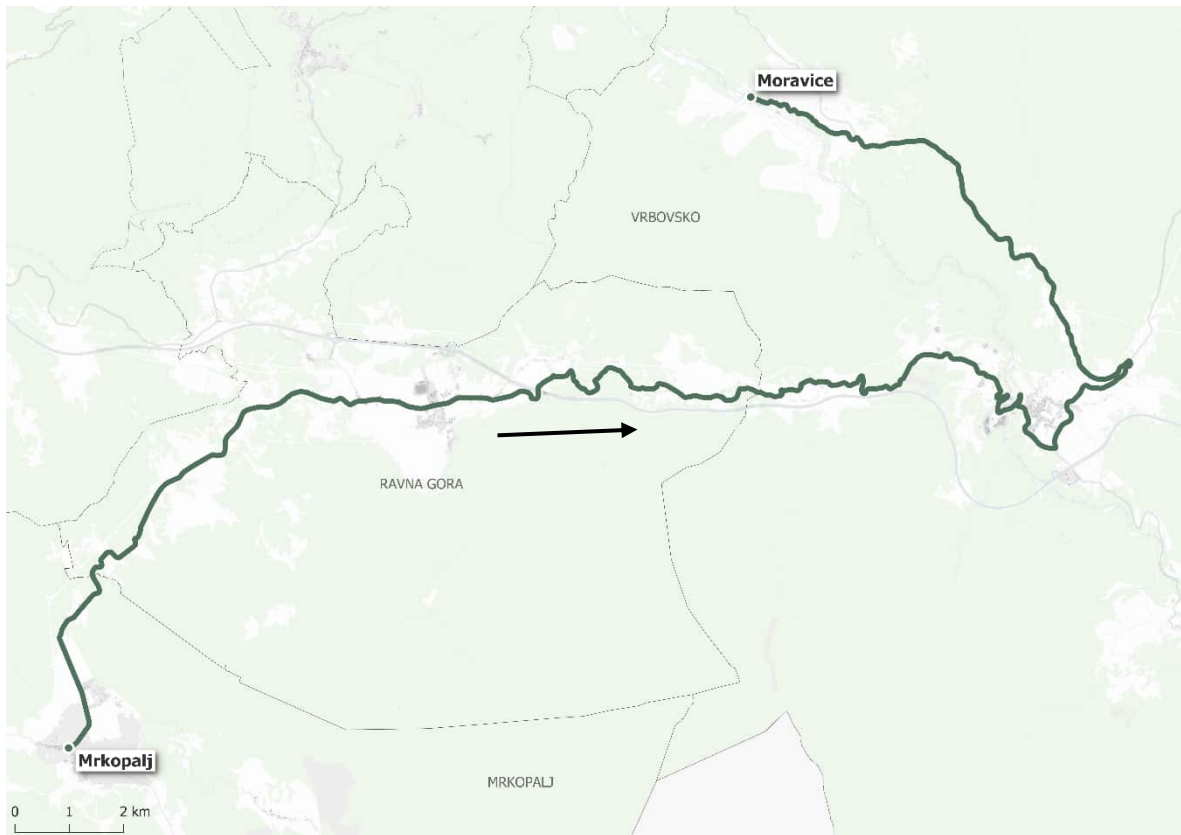 Moravice
VRBOVSKO
RAVNA GORA
Mrkopalj
MRKOPALJ
0 1 2 km